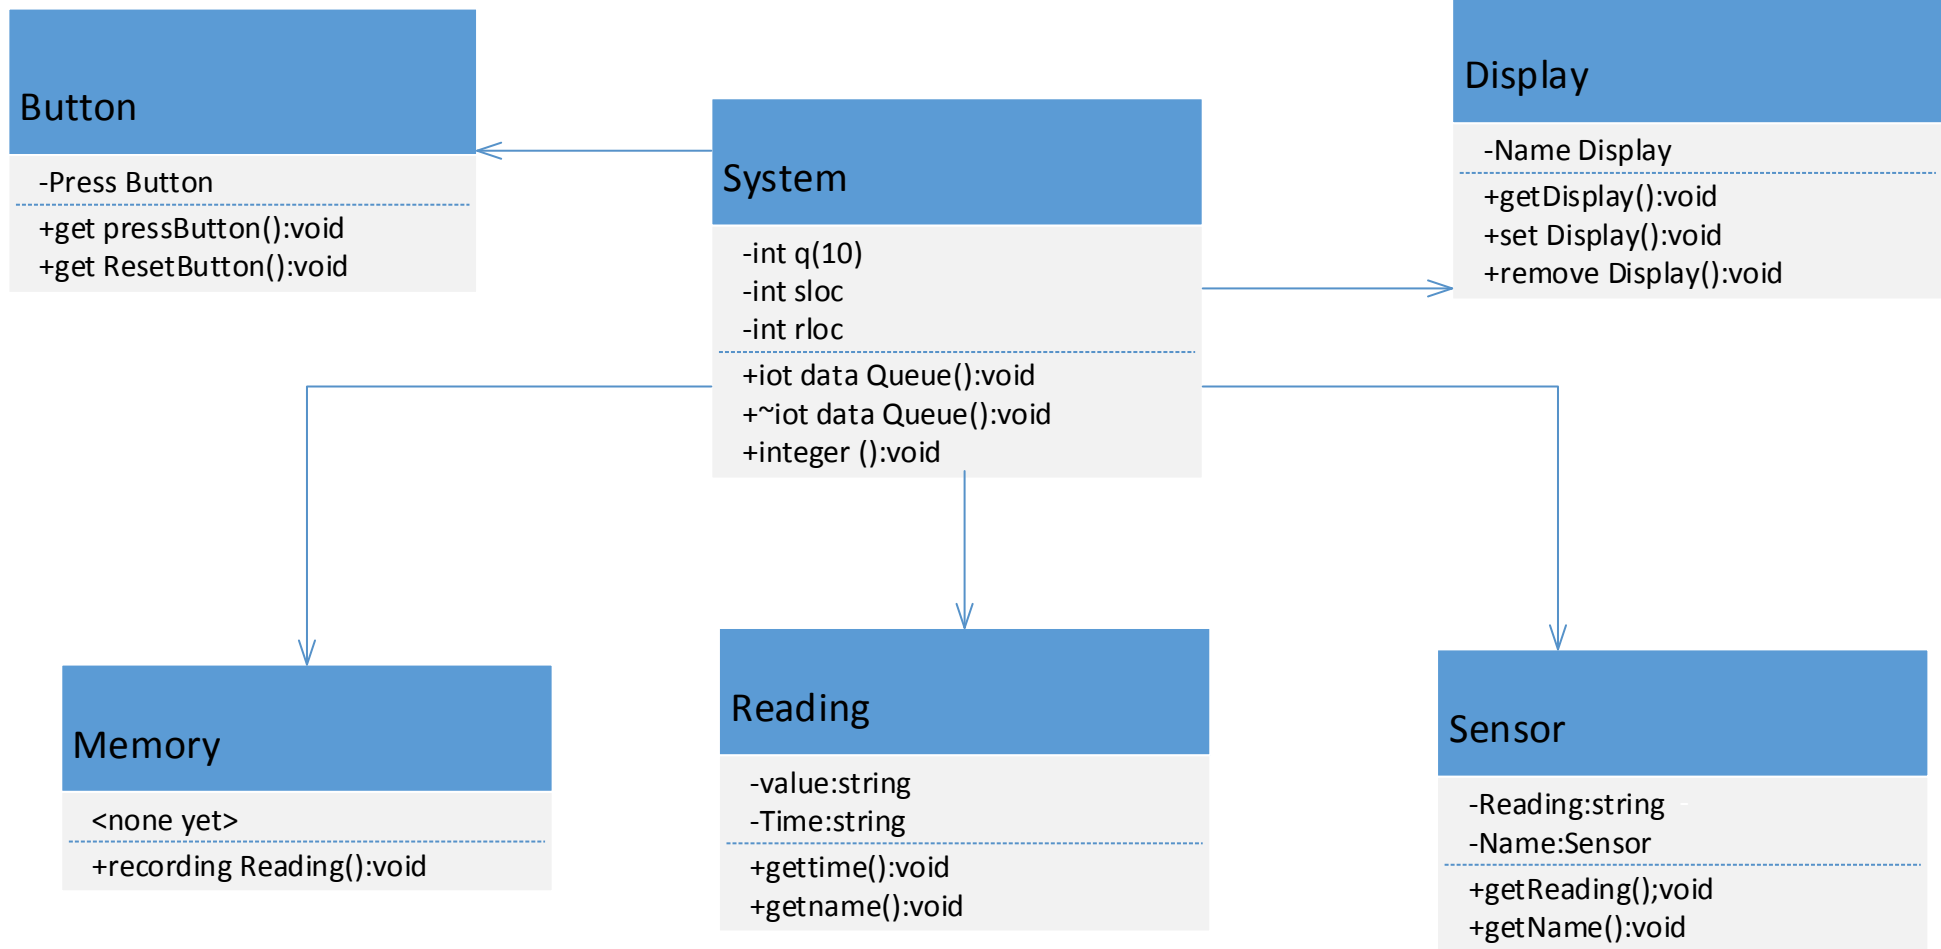 Button
-Press Button
+get pressButton():void
+get ResetButton():void
System
-int q(10)
-int sloc
-int rloc
+iot data Queue():void
+~iot data Queue():void
+integer ():void
Display
-Name Display
+getDisplay():void
+set Display():void
+remove Display():void
Memory
<none yet>
+recording Reading():void
Reading
-value:string
-Time:string
+gettime():void
+getname():void
Sensor
-Reading:string
-Name:Sensor
+getReading();void
+getName():void